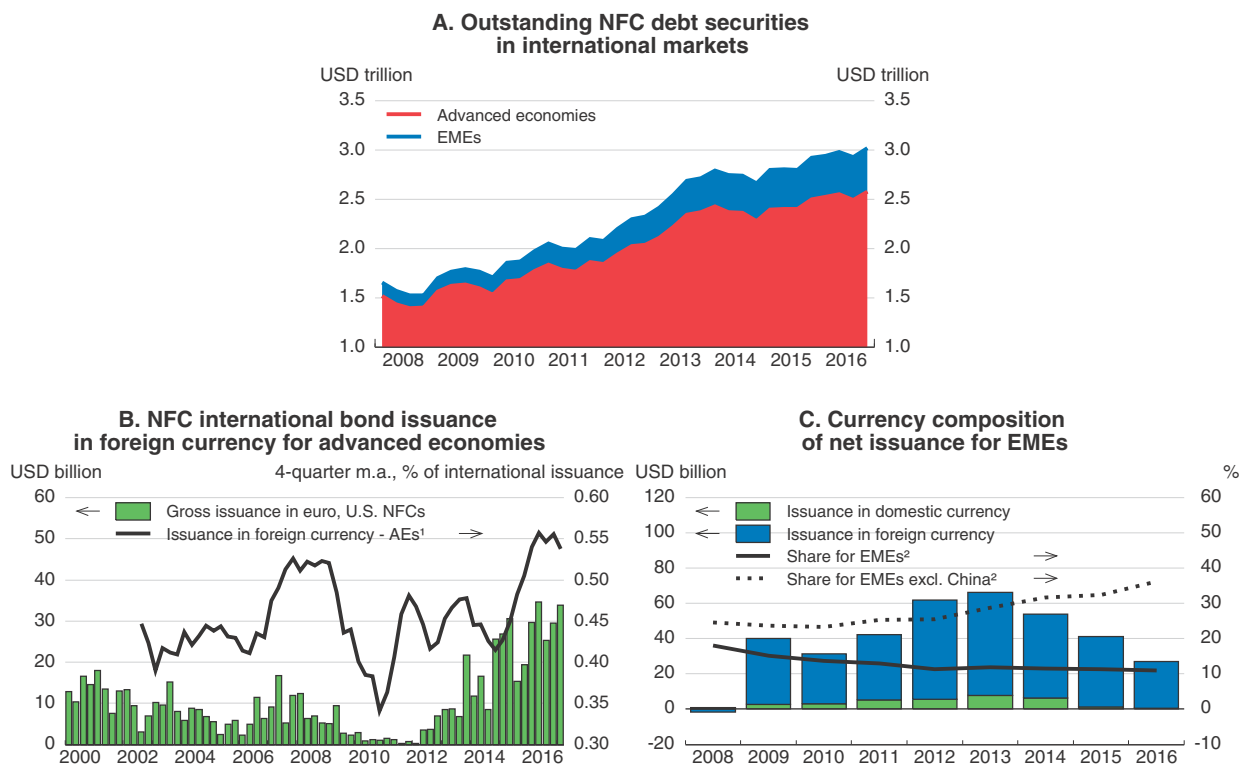 A. Outstanding NFC debt securities
in international markets
USD trillion USD trillion
3.5 3.5
Advanced economies
EMEs
3.0 3.0
2.5 2.5
2.0 2.0
1.5 1.5
1.0 1.0
2008 2009 2010 2011 2012 2013 2014 2015 2016
B. NFC international bond issuance
in foreign currency for advanced economies
USD billion 4-quarter m.a., % of international issuance
60 0.60
Gross issuance in euro, U.S. NFCs
Issuance in foreign currency - AEs¹
50 0.55
40 0.50
30 0.45
20 0.40
10 0.35
0 0.30
2000 2002 2004 2006 2008 2010 2012 2014 2016
C. Currency composition
of net issuance for EMEs
USD billion %
120 60
Issuance in domestic currency
100 50
Issuance in foreign currency
Share for EMEs²
80 40
Share for EMEs excl. China²
60 30
40 20
20 10
0 0
-20 -10
2008 2009 2010 2011 2012 2013 2014 2015 2016